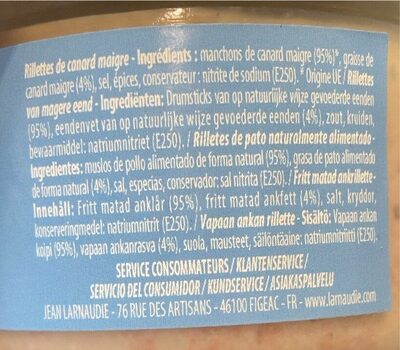 Rillettes de canard maigre - Ingrédients : manchons de canard maigre (95%)*, graisse de
canard maigre (4%), sel, épices, conservateur : nitrite de sodium (E250). * Origine UE / Rillettes
van magere eend - Ingrediënten: Drumsticks van op natuurlijke wijze gevoederde eenden
(95%), eendenvet van op natuurlijke wijze gevoederde eenden (4%), zout, kruiden,
bewaarmiddel: natriumnitriet (E250). / Rilletes de pato naturalmente alimentado -
Ingredientes: muslos de pollo alimentado de forma natural (95%), grasa de pato alimentado
de forma natural (4%), sal, especias, conservador: sal nitrita (E250). / Fritt matad ankrillette-
Innehåll: Fritt matad anklår (95%), fritt matad ankfett (4%), salt, kryddor,
konserveringmedel: natriumnitrit (E250). / Vapaan ankan rillette - Sisältö: Vapaan ankan
koipi (95%), vapaan ankanrasva (4%), suola, mausteet, säilöntäaine: natriumnitriitti (E250).
SERVICE CONSOMMATEURS / KLANTENSERVICE /
SERVICIO DEL CONSUMIDOR / KUNDSERVICE / ASIAKASPALVELU
JEAN LARNAUDIE - 76 RUE DES ARTISANS - 46100 FIGEAC - FR - www.larnaudie.com